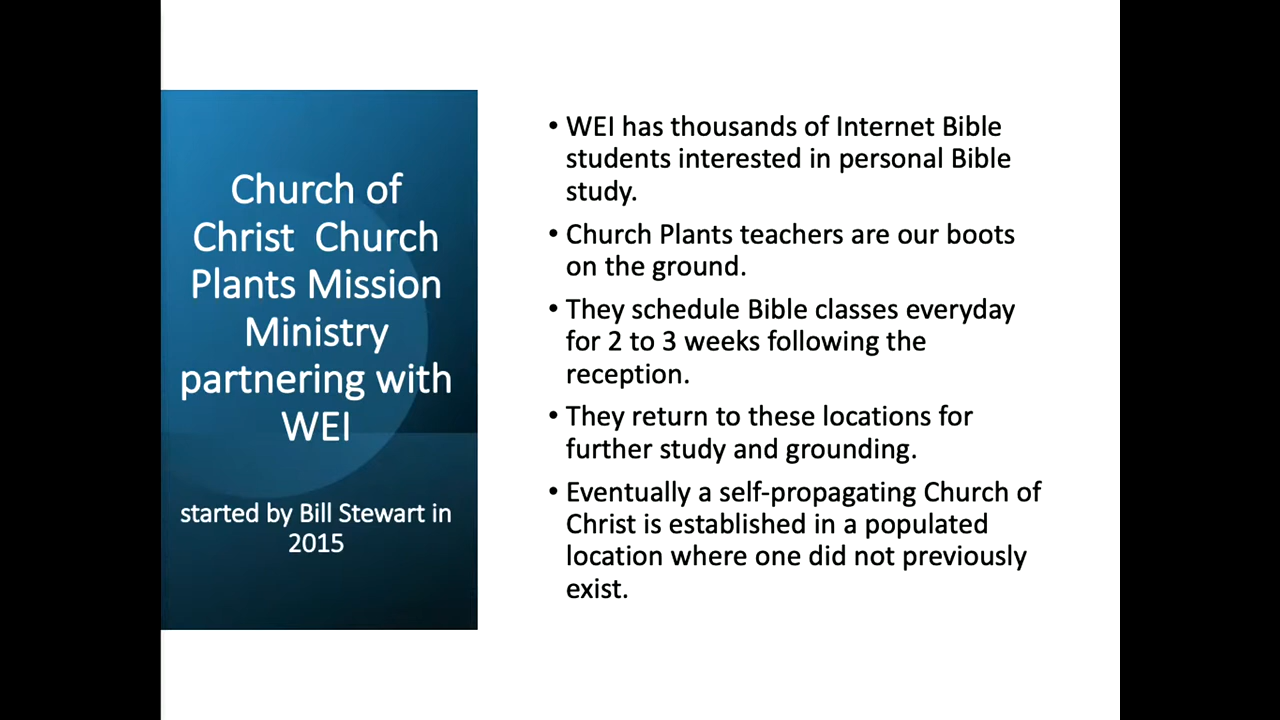 Church of
Christ  Church
Plants Mission
Ministry
partnering with
WEI
started by Bill Stewart in
2015
• WEI has thousands of Internet Bible
students interested in personal Bible
study.
• Church Plants teachers are our boots
on the ground.
• They schedule Bible classes everyday
for 2 to 3 weeks following the
reception.
• They return to these locations for
further study and grounding.
• Eventually a self-propagating Church of
Christ is established in a populated
location where one did not previously
exist.